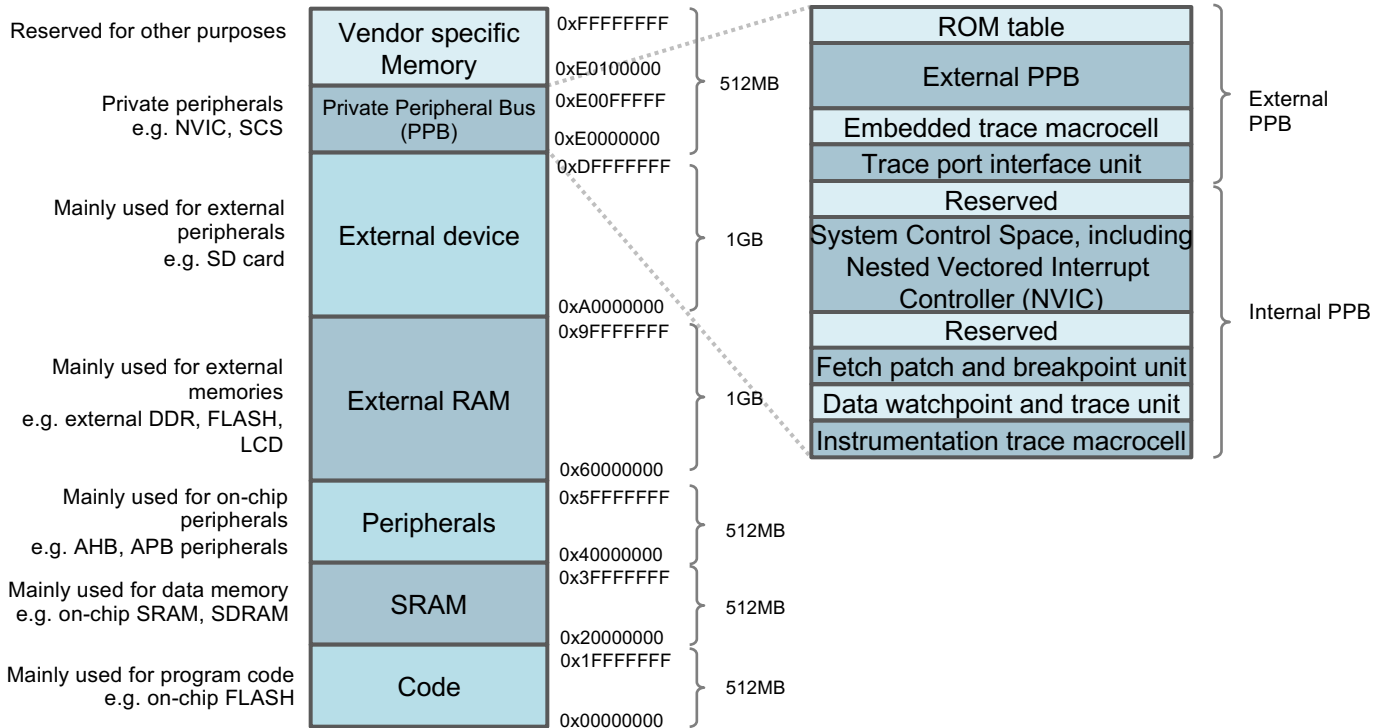 Reserved for other purposes
Vendor specific
Memory
0xFFFFFFFF
0xE0100000
Private peripherals
e.g. NVIC, SCS
Private Peripheral Bus
(PPB)
0xE00FFFFF
0xE0000000
512MB
Mainly used for external
peripherals
e.g. SD card
External device
0xDFFFFFFF
0xA0000000
1GB
Mainly used for external
memories
e.g. external DDR, FLASH,
LCD
External RAM
0x9FFFFFFF
0x60000000
1GB
Mainly used for on-chip
peripherals
e.g. AHB, APB peripherals
Peripherals
0x5FFFFFFF
0x40000000
512MB
Mainly used for data memory
e.g. on-chip SRAM, SDRAM
SRAM
0x3FFFFFFF
0x20000000
512MB
Mainly used for program code
e.g. on-chip FLASH
Code
0x1FFFFFFF
0x00000000
512MB
ROM table
External PPB
Embedded trace macrocell
Trace port interface unit
External
PPB
Reserved
System Control Space, including
Nested Vectored Interrupt
Controller (NVIC)
Reserved
Fetch patch and breakpoint unit
Data watchpoint and trace unit
Instrumentation trace macrocell
Internal PPB